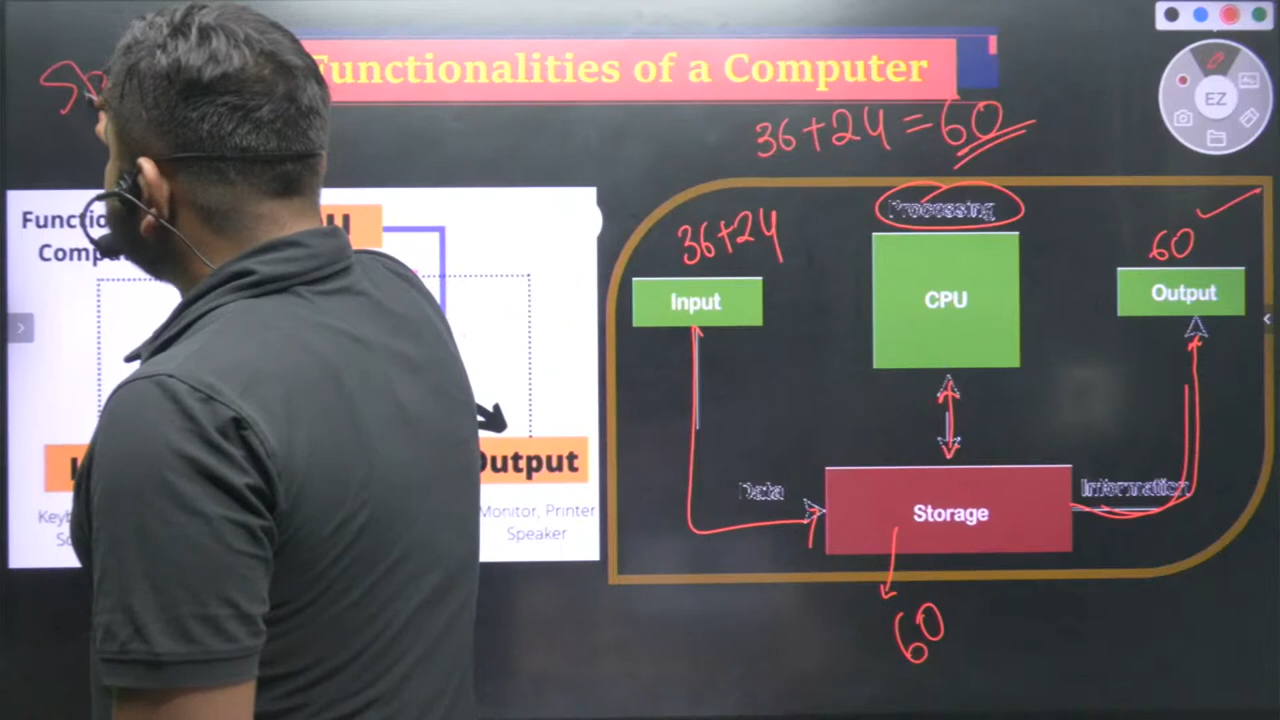 Functionalities of a Computer
36+24=60
Processing
36+24
60
Input
CPU
Output
Data
Storage
Information
60
Output
Monitor, Printer
Speaker
EZ